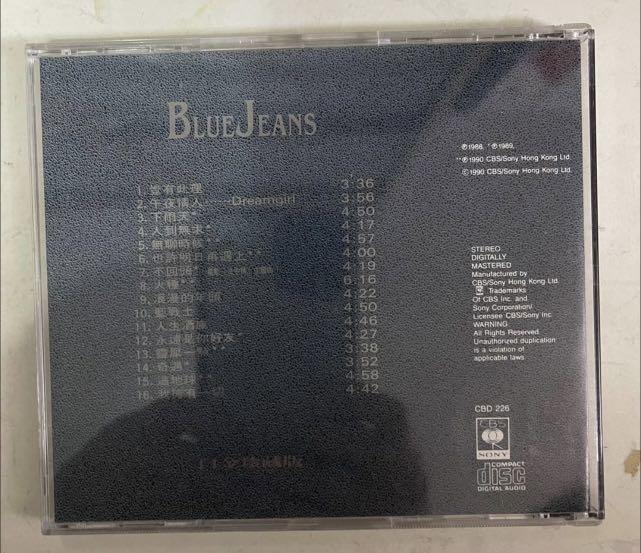 BLUEJEANS
1. 豈有此理 3:36
2. 午夜情人⋯⋯Dreamgirl 3:56
3. 下雨天* 4:50
4. 人到無求* 4:17
5. 無聊時候** 4:57
6. 也許明日再遇上** 4:00
7. 不回頭* 4:19
8. 火種** 6:16
9. 浪漫的年頭 4:22
10. 聖戰士 4:50
11. 人生酒廊 4:46
12. 永遠是你好友 4:27
13. 3:38
14. 奇遇* 3:52
15. 地球 4:58
16. 4:42
℗1988, *℗1989,
**℗1990 CBS/Sony Hong Kong Ltd.
©1990 CBS/Sony Hong Kong Ltd.
STEREO
DIGITALLY
MASTERED
Manufactured by
CBS/Sony Hong Kong Ltd.
Trademarks
Of CBS Inc. and
Sony Corporation/
Licensee CBS/Sony Inc.
WARNING
All Rights Reserved.
Unauthorized duplication
is a violation of
applicable laws
CBD 226
CBS
SONY
COMPACT
disc
DIGITAL AUDIO